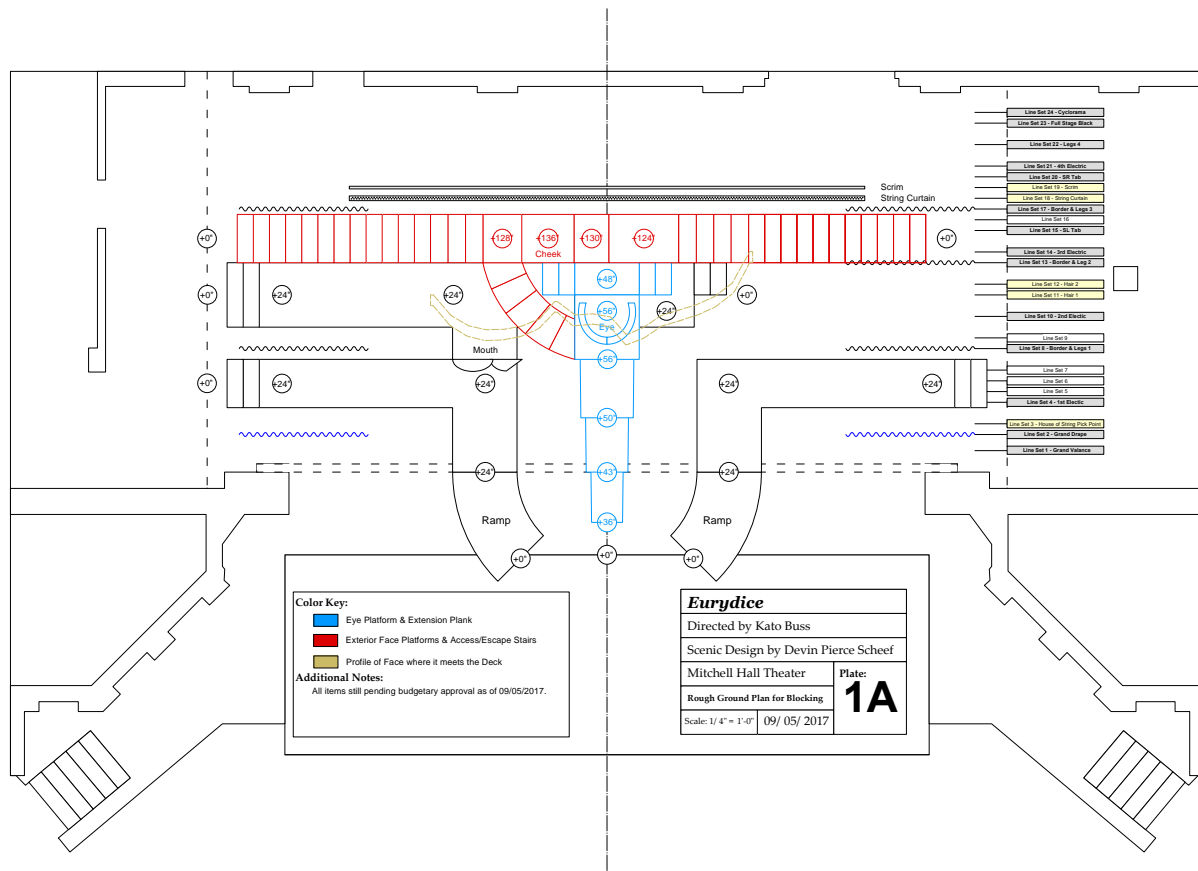 Line Set 24 - Cyclorama
Line Set 23 - Full Stage Black
Line Set 22 - Legs 4
Line Set 21 - 4th Electric
Line Set 20 - SR Tab
Scrim
Line Set 19 - Scrim
String Curtain
Line Set 18 - String Curtain
Line Set 17 - Border & Legs 3
Line Set 16
Line Set 15 - SL Tab
+0"
+128"
+136"
+130"
+124"
+0"
Cheek
Line Set 14 - 3rd Electric
Line Set 13 - Border & Leg 2
+48"
Line Set 12 - Hair 2
Line Set 11 - Hair 1
+0"
+24"
+24"
+0"
+56"
+24"
Line Set 10 - 2nd Electic
Eye
Line Set 9
Mouth
Line Set 8 - Border & Legs 1
+56"
Line Set 7
Line Set 6
Line Set 5
+0"
+24"
+24"
+24"
+24"
Line Set 4 - 1st Electic
+50"
Line Set 3 - House of String Pick Point
Line Set 2 - Grand Drape
Line Set 1 - Grand Valance
+24"
+43"
+24"
Ramp
+36"
Ramp
+0"
+0"
+0"
Color Key:
Eye Platform & Extension Plank
Exterior Face Platforms & Access/Escape Stairs
Profile of Face where it meets the Deck
Additional Notes:
All items still pending budgetary approval as of 09/05/2017.
Eurydice
Directed by Kato Buss
Scenic Design by Devin Pierce Scheef
Mitchell Hall Theater
Plate:
1A
Rough Ground Plan for Blocking
Scale: 1/ 4" = 1'-0"
09/ 05/ 2017